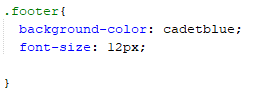 .footer{
background-color: cadetblue;
font-size: 12px;
}